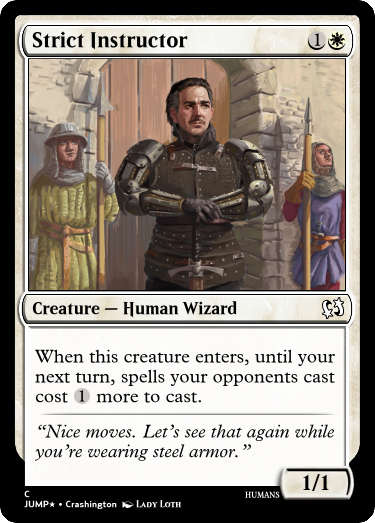 Strict Instructor 1
Creature — Human Wizard
When this creature enters, until your
next turn, spells your opponents cast
cost 1 more to cast.
“Nice moves. Let’s see that again while
you’re wearing steel armor.”
1/1
C
JUMP★ • Crashington LADY LOTH
HUMANS